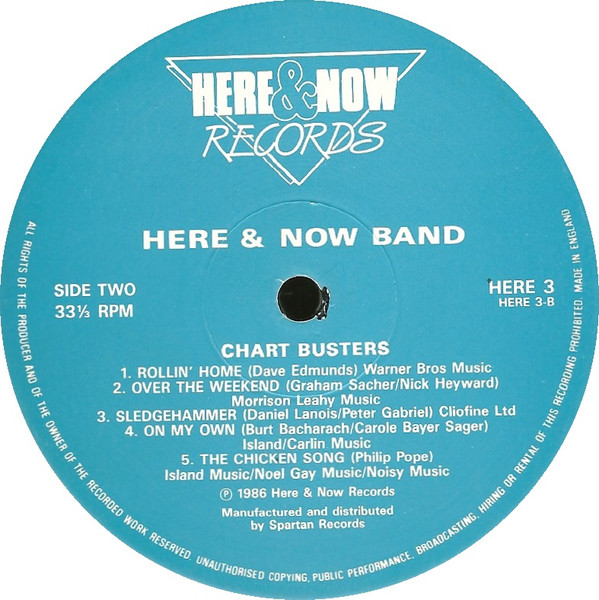 HERE & NOW
RECORDS
HERE & NOW BAND
SIDE TWO
33⅓ RPM
HERE 3
HERE 3-B
CHART BUSTERS
1. ROLLIN' HOME (Dave Edmunds) Warner Bros Music
2. OVER THE WEEKEND (Graham Sacher/Nick Heyward)
Morrison Leahy Music
3. SLEDGEHAMMER (Daniel Lanois/Peter Gabriel) Cliofine Ltd
4. ON MY OWN (Burt Bacharach/Carole Bayer Sager)
Island/Carlin Music
5. THE CHICKEN SONG (Philip Pope)
Island Music/Noel Gay Music/Noisy Music
℗ 1986 Here & Now Records
Manufactured and distributed
by Spartan Records
ALL RIGHTS OF THE PRODUCER AND OF THE OWNER OF THE RECORDED WORK RESERVED. UNAUTHORISED COPYING, PUBLIC PERFORMANCE, BROADCASTING, HIRING OR RENTAL OF THIS RECORDING PROHIBITED. MADE IN ENGLAND